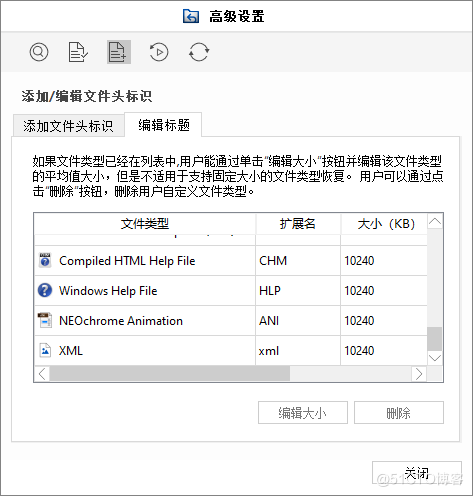 高级设置
添加/编辑文件头标识
添加文件头标识 编辑标题
如果文件类型已经在列表中,用户能通过单击“编辑大小”按钮并编辑该文件类型
的平均值大小，但是不适用于支持固定大小的文件类型恢复。 用户可以通过点
击“删除”按钮，删除用户自定义文件类型。
文件类型 扩展名 大小（KB）
Compiled HTML Help File CHM 10240
Windows Help File HLP 10240
NEOchrome Animation ANI 10240
XML xml 10240
编辑大小 删除
关闭
@51CTO博客